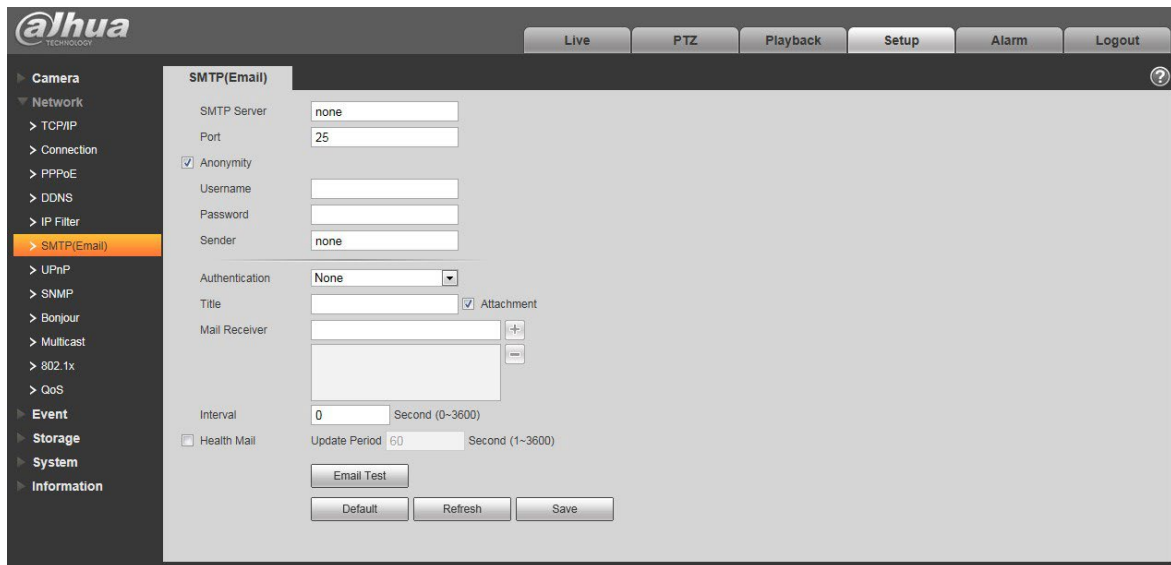 alhua
TECHNOLOGY
Live PTZ Playback Setup Alarm Logout
Camera
Network
> TCP/IP
> Connection
> PPPoE
> DDNS
> IP Filter
> SMTP(Email)
> UPnP
> SNMP
> Bonjour
> Multicast
> 802.1x
> QoS
Event
Storage
System
Information
SMTP(Email)
?
SMTP Server none
Port 25
Anonymity
Username
Password
Sender none
Authentication None
Title Attachment
Mail Receiver +
−
Interval 0 Second (0~3600)
Health Mail Update Period 60 Second (1~3600)
Email Test
Default Refresh Save